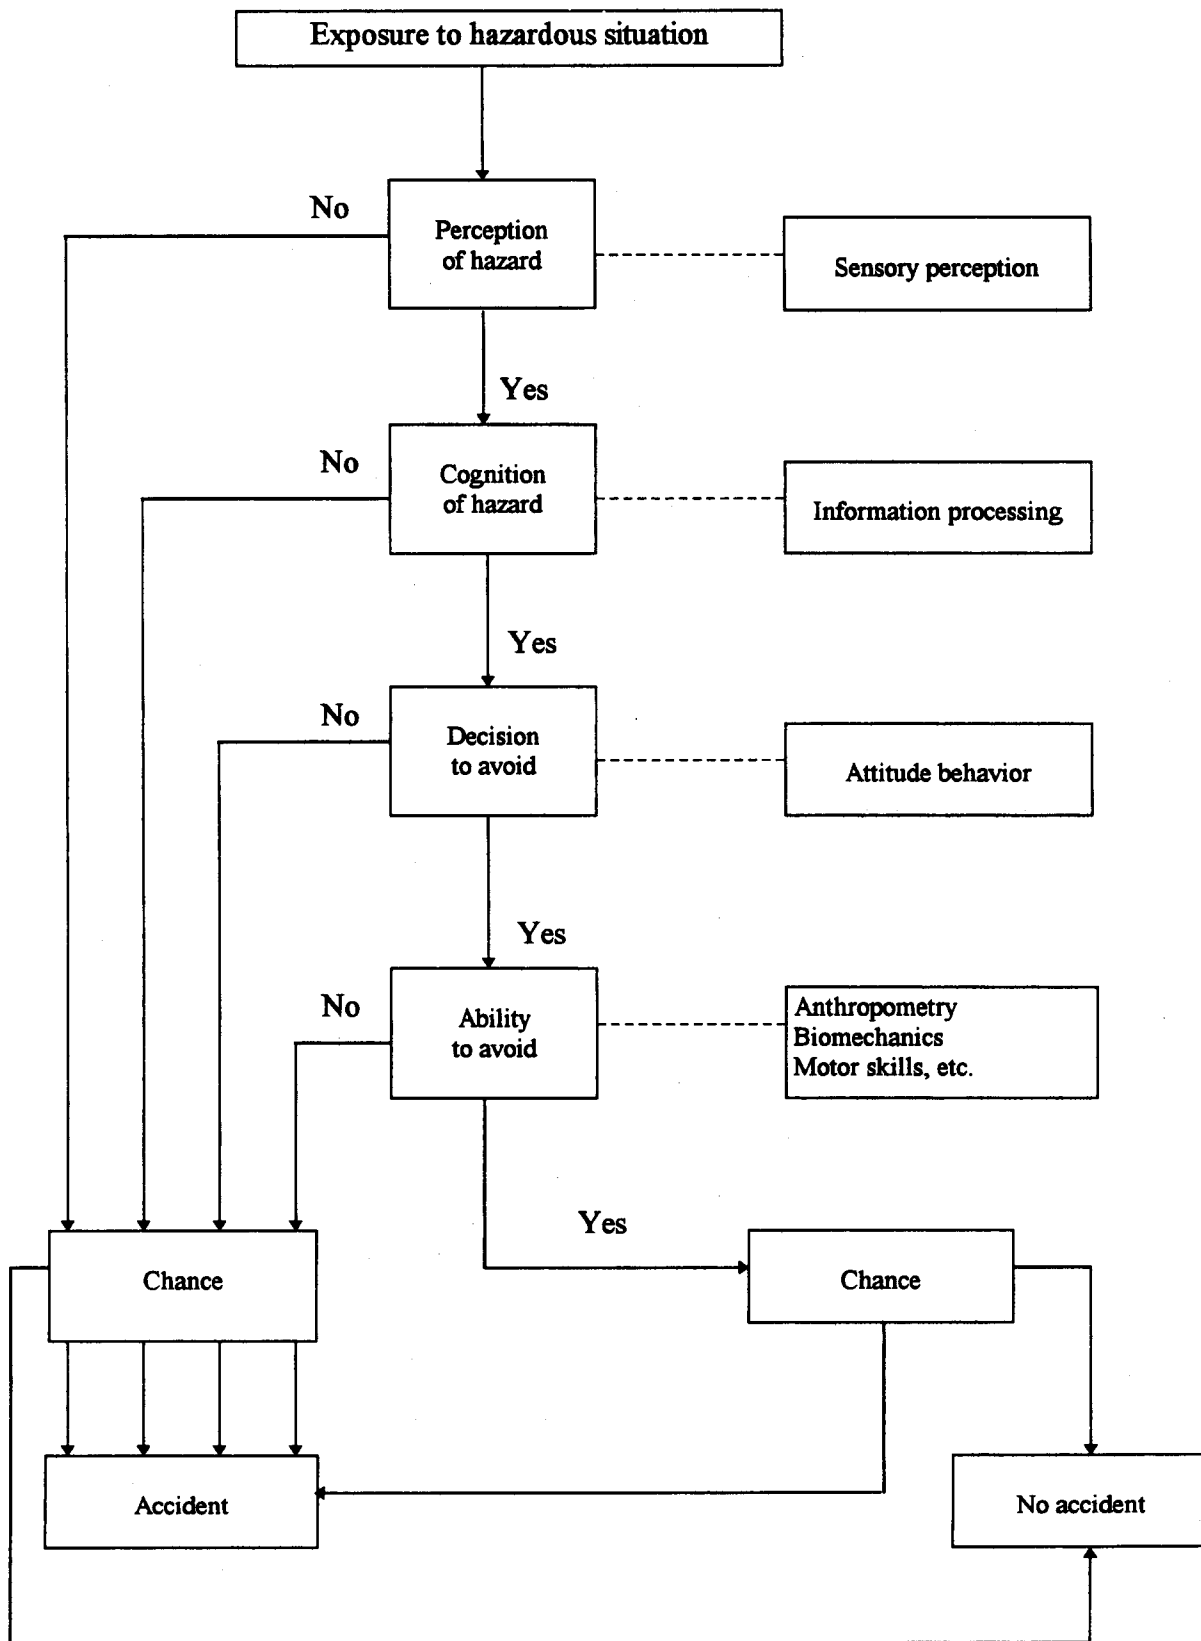 Exposure to hazardous situation
No
Perception
of hazard
Sensory perception
Yes
No
Cognition
of hazard
Information processing
Yes
No
Decision
to avoid
Attitude behavior
Yes
No
Ability
to avoid
Anthropometry
Biomechanics
Motor skills, etc.
Yes
Chance
Chance
Accident
No accident